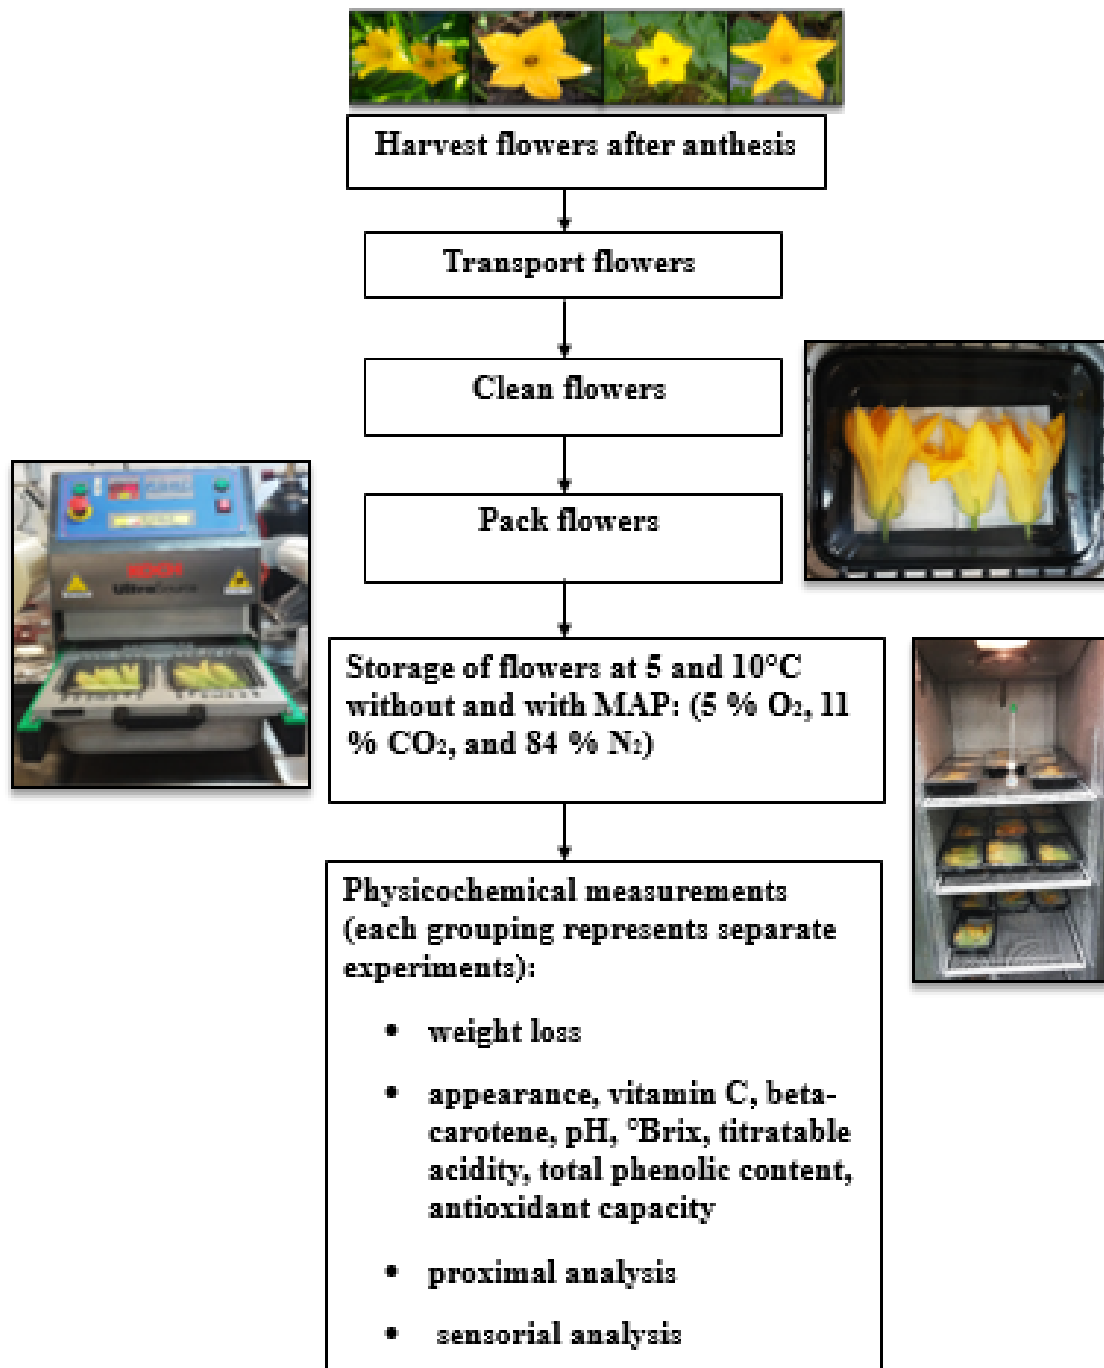 Harvest flowers after anthesis
Transport flowers
Clean flowers
Pack flowers
KOCH
UltraSource
Storage of flowers at 5 and 10°C
without and with MAP: (5 % O₂, 11
% CO₂, and 84 % N₂)
Physicochemical measurements
(each grouping represents separate
experiments):
• weight loss
• appearance, vitamin C, beta-
carotene, pH, °Brix, titratable
acidity, total phenolic content,
antioxidant capacity
• proximal analysis
• sensorial analysis